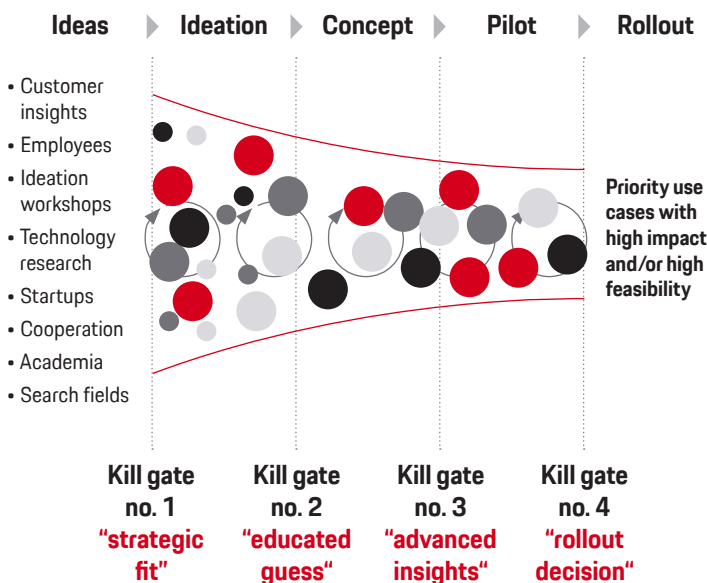 Ideas Ideation Concept Pilot Rollout
• Customer
insights
• Employees
• Ideation
workshops
• Technology
research
• Startups
• Cooperation
• Academia
• Search fields
Priority use
cases with
high impact
and/or high
feasibility
Kill gate
no. 1
“strategic
fit”
Kill gate
no. 2
“educated
guess“
Kill gate
no. 3
“advanced
insights“
Kill gate
no. 4
“rollout
decision“